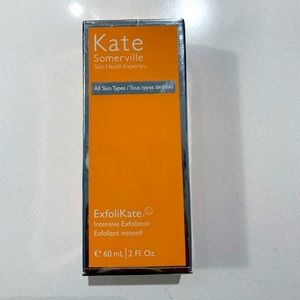 Kate
Somerville
Skin Health Experts™
All Skin Types / Tous types de peau
ExfoliKate
Intensive Exfoliator
Exfoliant intensif
℮ 60 mL | 2 Fl. Oz.